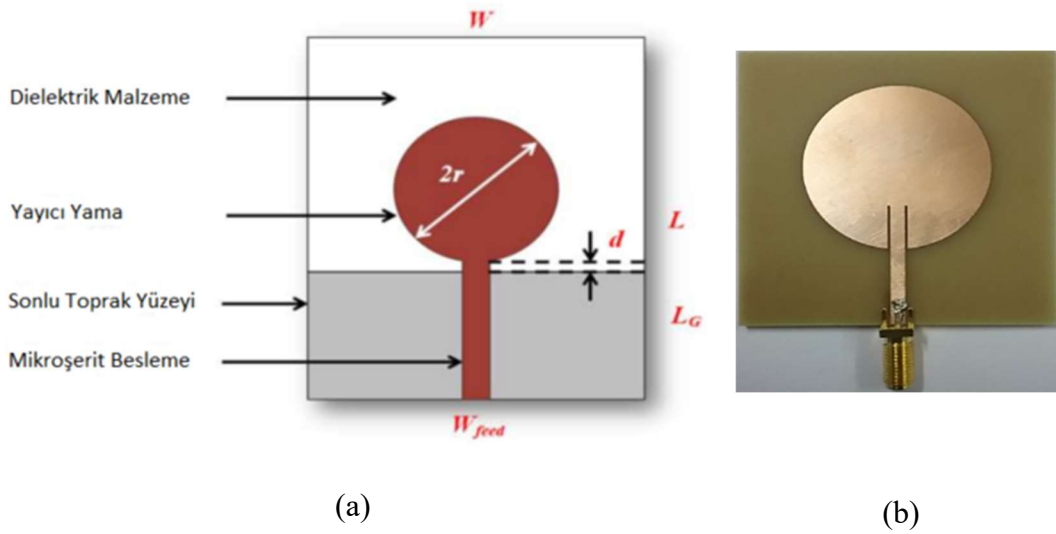 W
Dielektrik Malzeme
2r
Yayıcı Yama
d
L
Sonlu Toprak Yüzeyi
L_G
Mikroşerit Besleme
W_feed
(a)
(b)